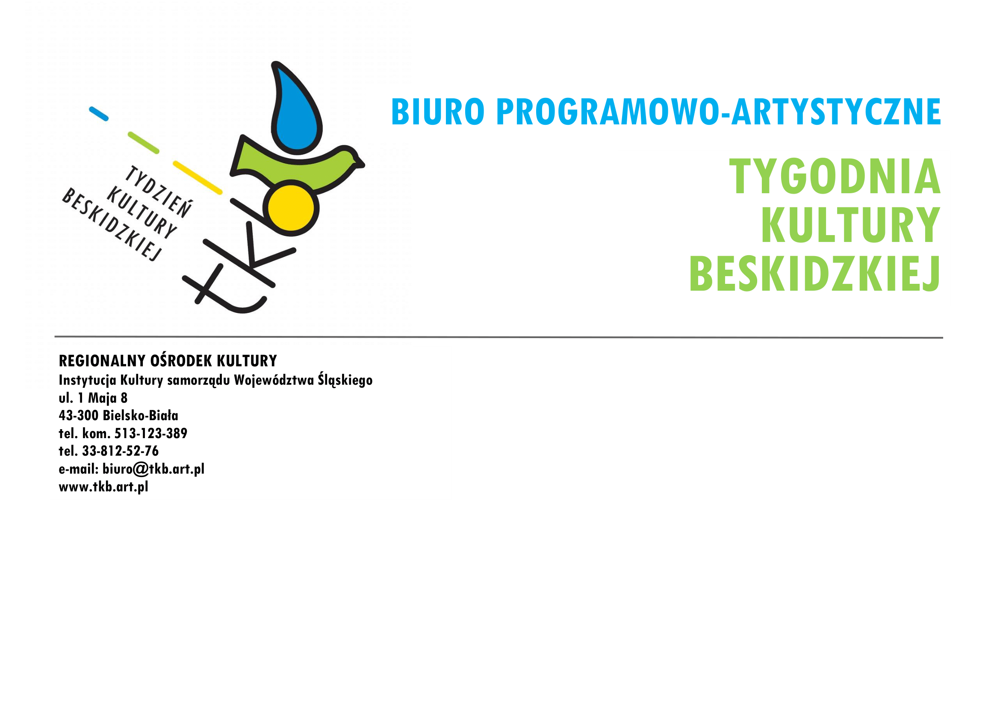 TYDZIEŃ
KULTURY
BESKIDZKIEJ
tkb
BIURO PROGRAMOWO-ARTYSTYCZNE
TYGODNIA
KULTURY
BESKIDZKIEJ
REGIONALNY OŚRODEK KULTURY
Instytucja Kultury samorządu Województwa Śląskiego
ul. 1 Maja 8
43-300 Bielsko-Biała
tel. kom. 513-123-389
tel. 33-812-52-76
e-mail: biuro@tkb.art.pl
www.tkb.art.pl